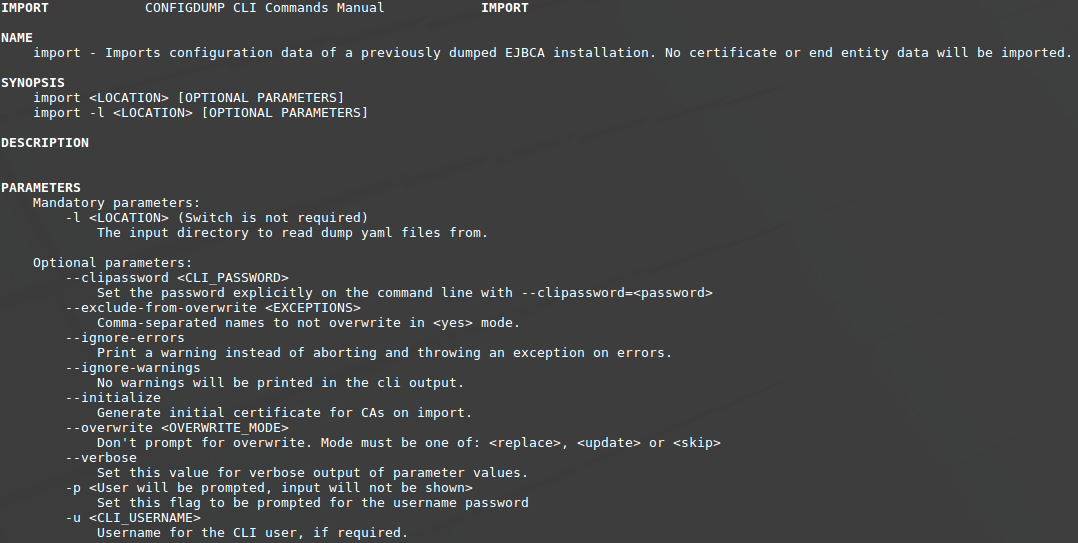 IMPORT CONFIGDUMP CLI Commands Manual IMPORT
NAME
import - Imports configuration data of a previously dumped EJBCA installation. No certificate or end entity data will be imported.
SYNOPSIS
import <LOCATION> [OPTIONAL PARAMETERS]
import -l <LOCATION> [OPTIONAL PARAMETERS]
DESCRIPTION
PARAMETERS
Mandatory parameters:
-l <LOCATION> (Switch is not required)
The input directory to read dump yaml files from.
Optional parameters:
--clipassword <CLI_PASSWORD>
Set the password explicitly on the command line with --clipassword=<password>
--exclude-from-overwrite <EXCEPTIONS>
Comma-separated names to not overwrite in <yes> mode.
--ignore-errors
Print a warning instead of aborting and throwing an exception on errors.
--ignore-warnings
No warnings will be printed in the cli output.
--initialize
Generate initial certificate for CAs on import.
--overwrite <OVERWRITE_MODE>
Don't prompt for overwrite. Mode must be one of: <replace>, <update> or <skip>
--verbose
Set this value for verbose output of parameter values.
-p <User will be prompted, input will not be shown>
Set this flag to be prompted for the username password
-u <CLI_USERNAME>
Username for the CLI user, if required.